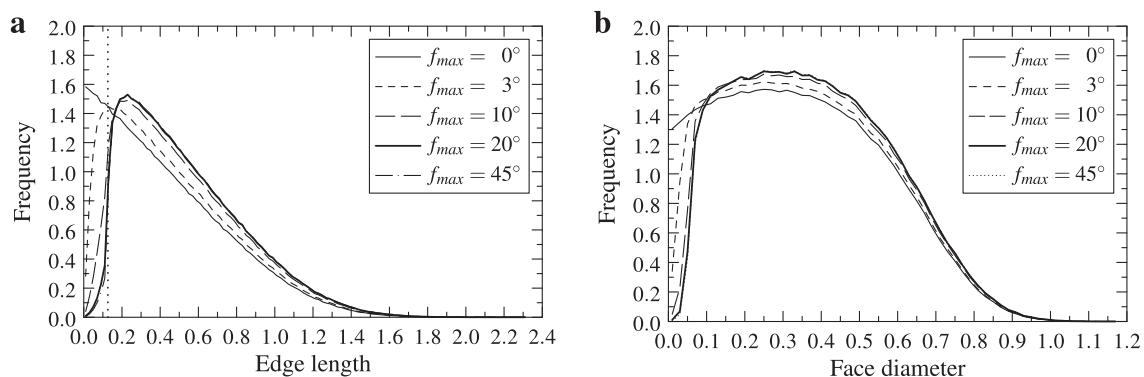 a
2.0
1.8
1.6
1.4
1.2
1.0
0.8
0.6
0.4
0.2
0.0
Frequency
f_max = 0°
f_max = 3°
f_max = 10°
f_max = 20°
f_max = 45°
0.0 0.2 0.4 0.6 0.8 1.0 1.2 1.4 1.6 1.8 2.0 2.2 2.4
Edge length
b
2.0
1.8
1.6
1.4
1.2
1.0
0.8
0.6
0.4
0.2
0.0
Frequency
f_max = 0°
f_max = 3°
f_max = 10°
f_max = 20°
f_max = 45°
0.0 0.1 0.2 0.3 0.4 0.5 0.6 0.7 0.8 0.9 1.0 1.1 1.2
Face diameter